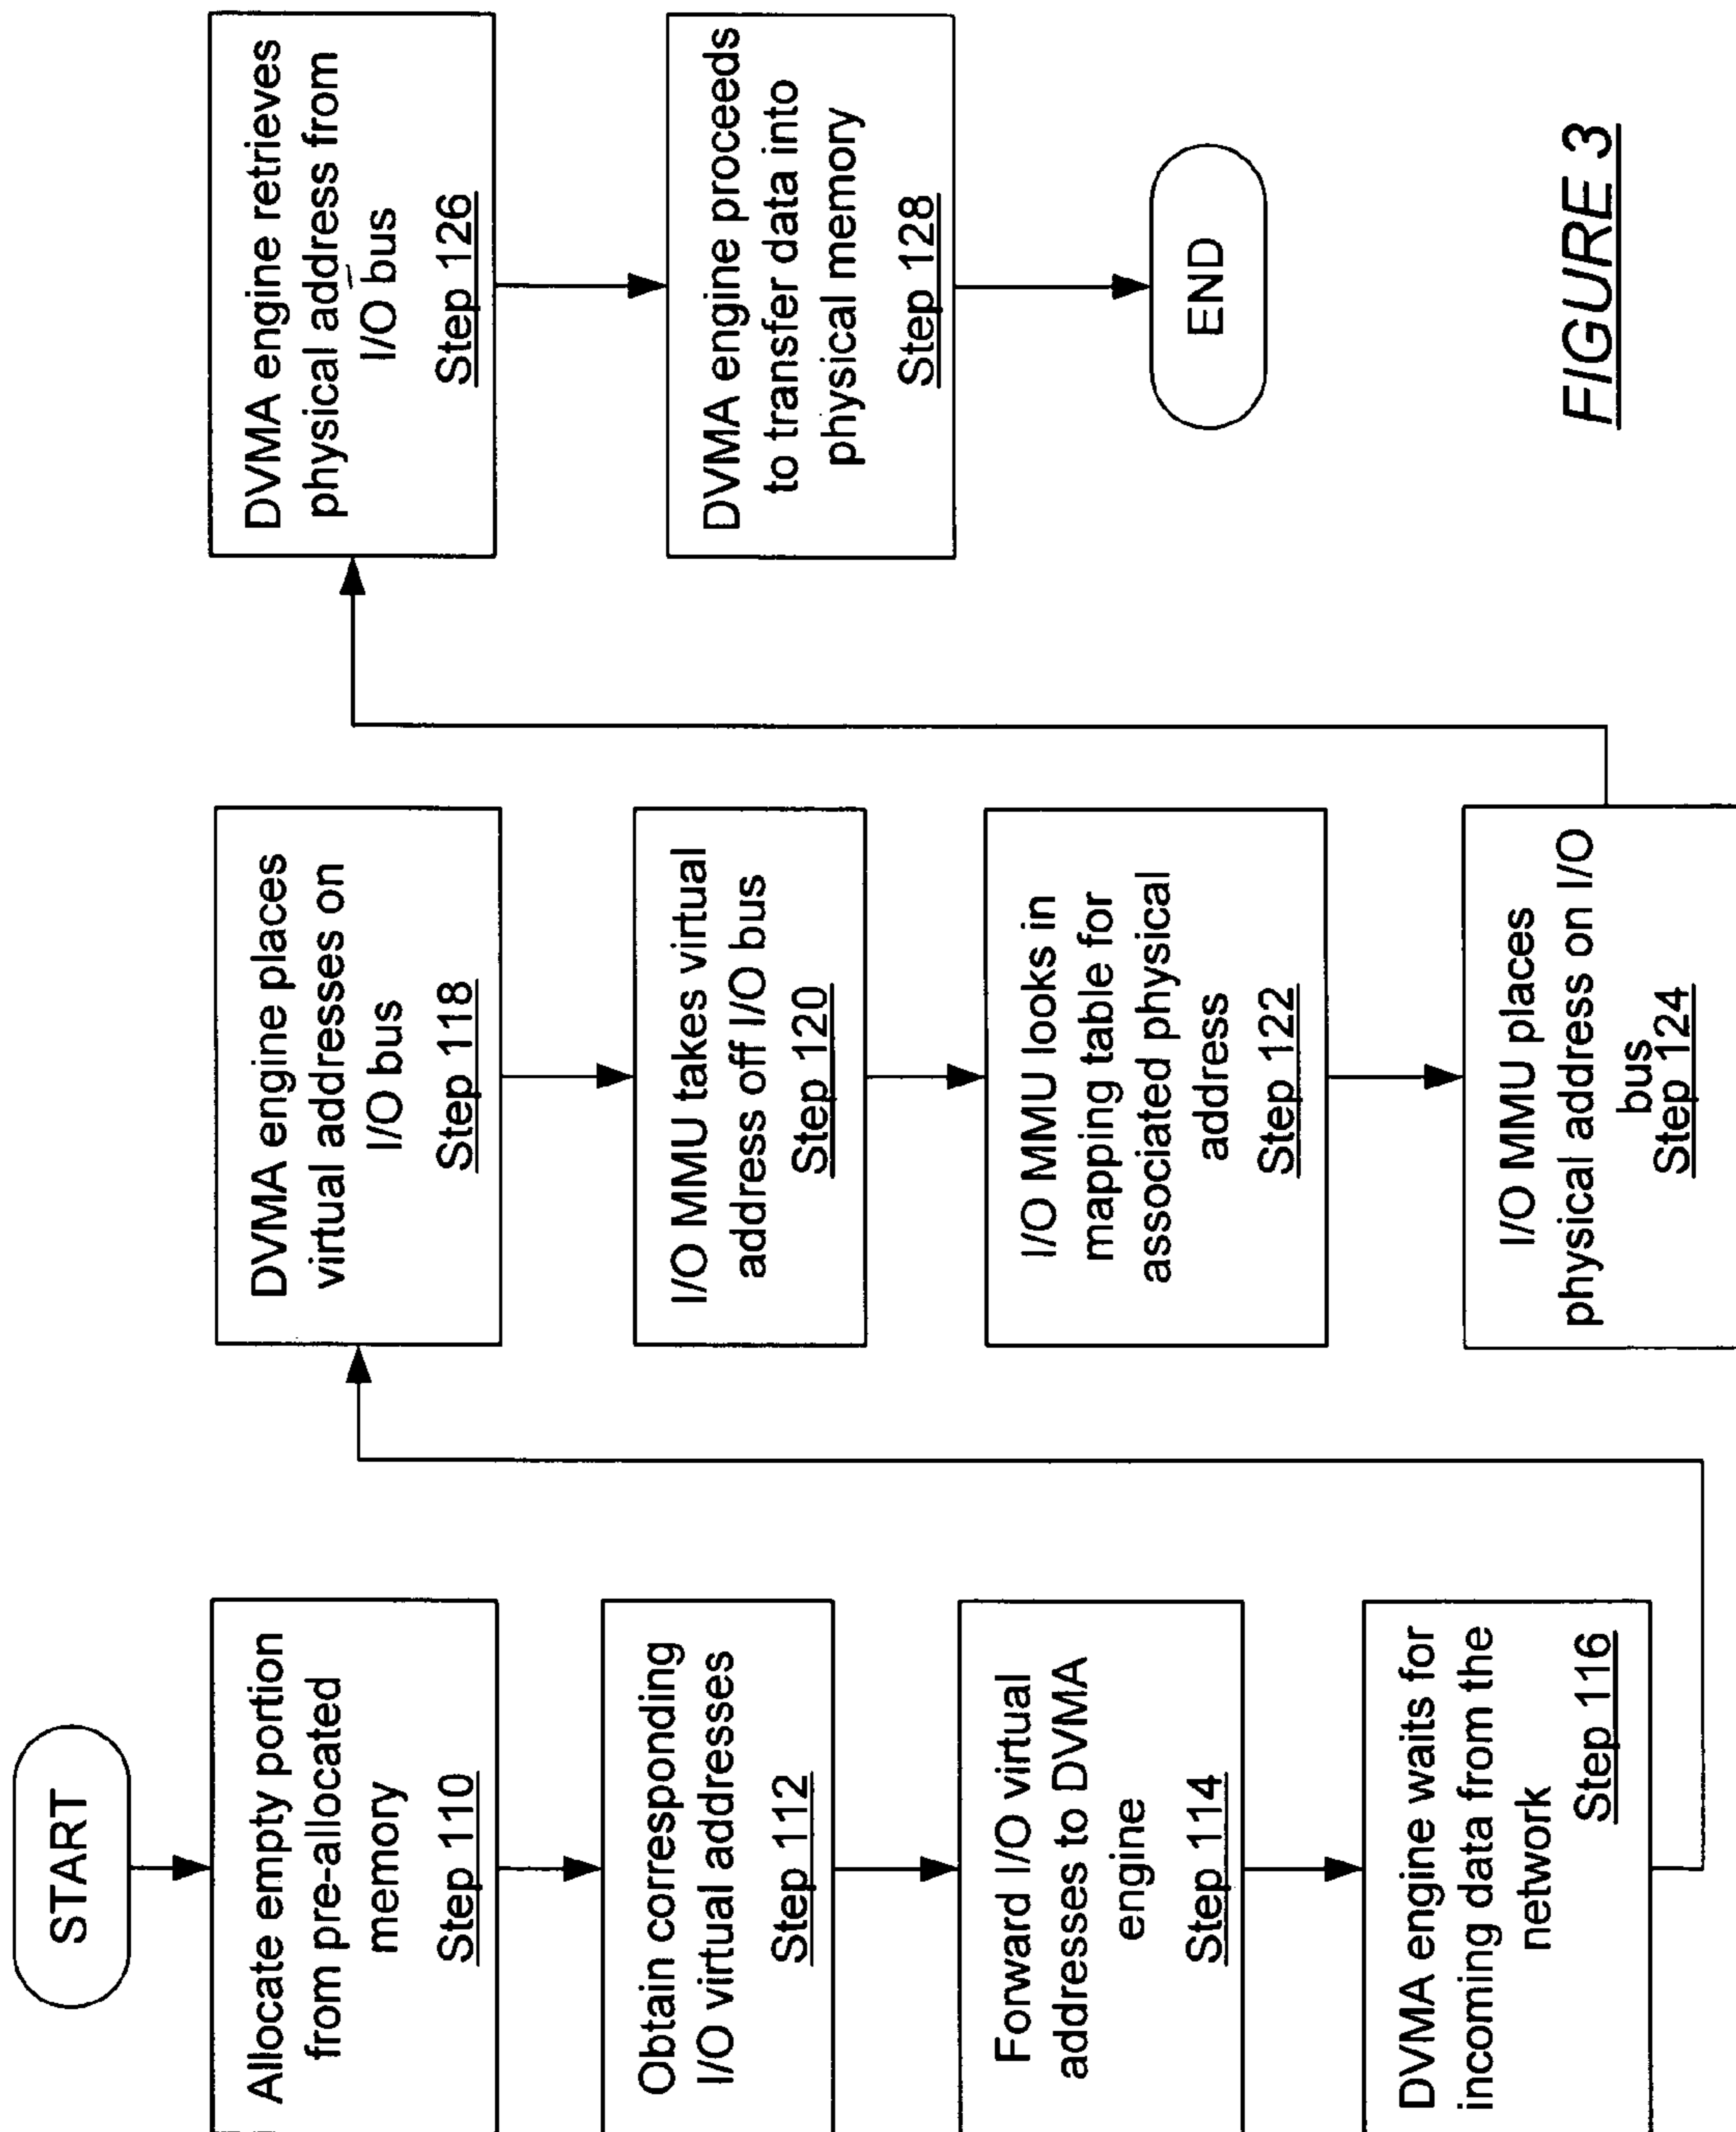 START
Allocate empty portion
from pre-allocated
memory
Step 110
Obtain corresponding
I/O virtual addresses
Step 112
Forward I/O virtual
addresses to DVMA
engine
Step 114
DVMA engine waits for
incoming data from the
network
Step 116
DVMA engine places
virtual addresses on
I/O bus
Step 118
I/O MMU takes virtual
address off I/O bus
Step 120
I/O MMU looks in
mapping table for
associated physical
address
Step 122
I/O MMU places
physical address on I/O
bus
Step 124
DVMA engine retrieves
physical address from
I/O bus
Step 126
DVMA engine proceeds
to transfer data into
physical memory
Step 128
END
FIGURE 3